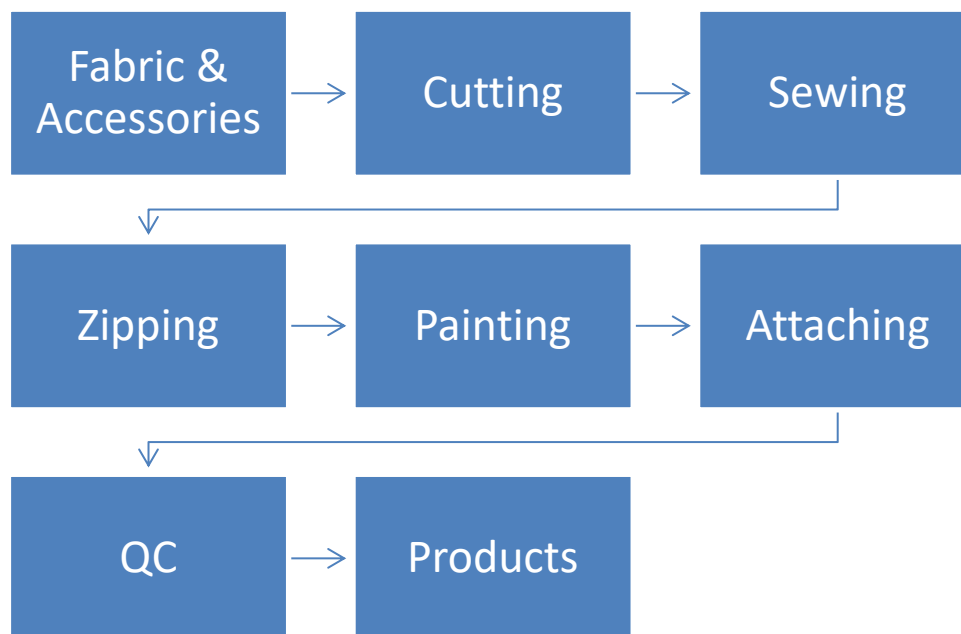 Fabric &
Accessories
Cutting
Sewing
Zipping
Painting
Attaching
QC
Products